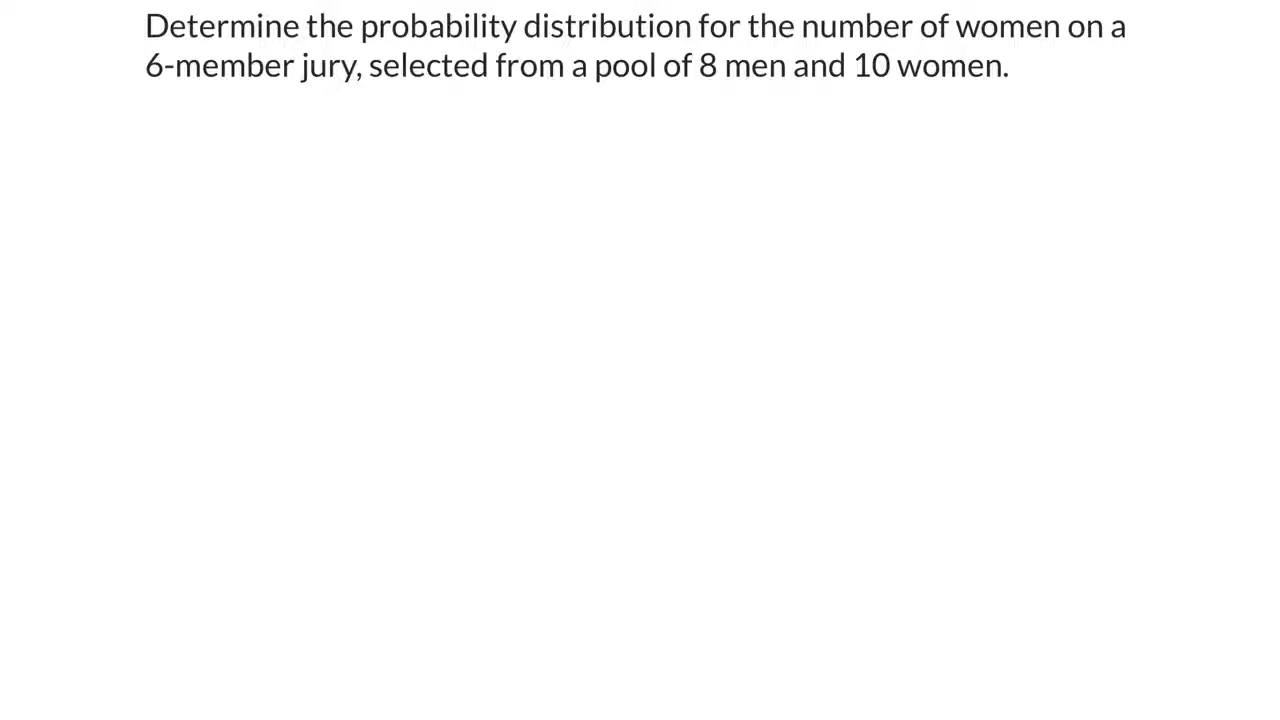 Determine the probability distribution for the number of women on a
6-member jury, selected from a pool of 8 men and 10 women.